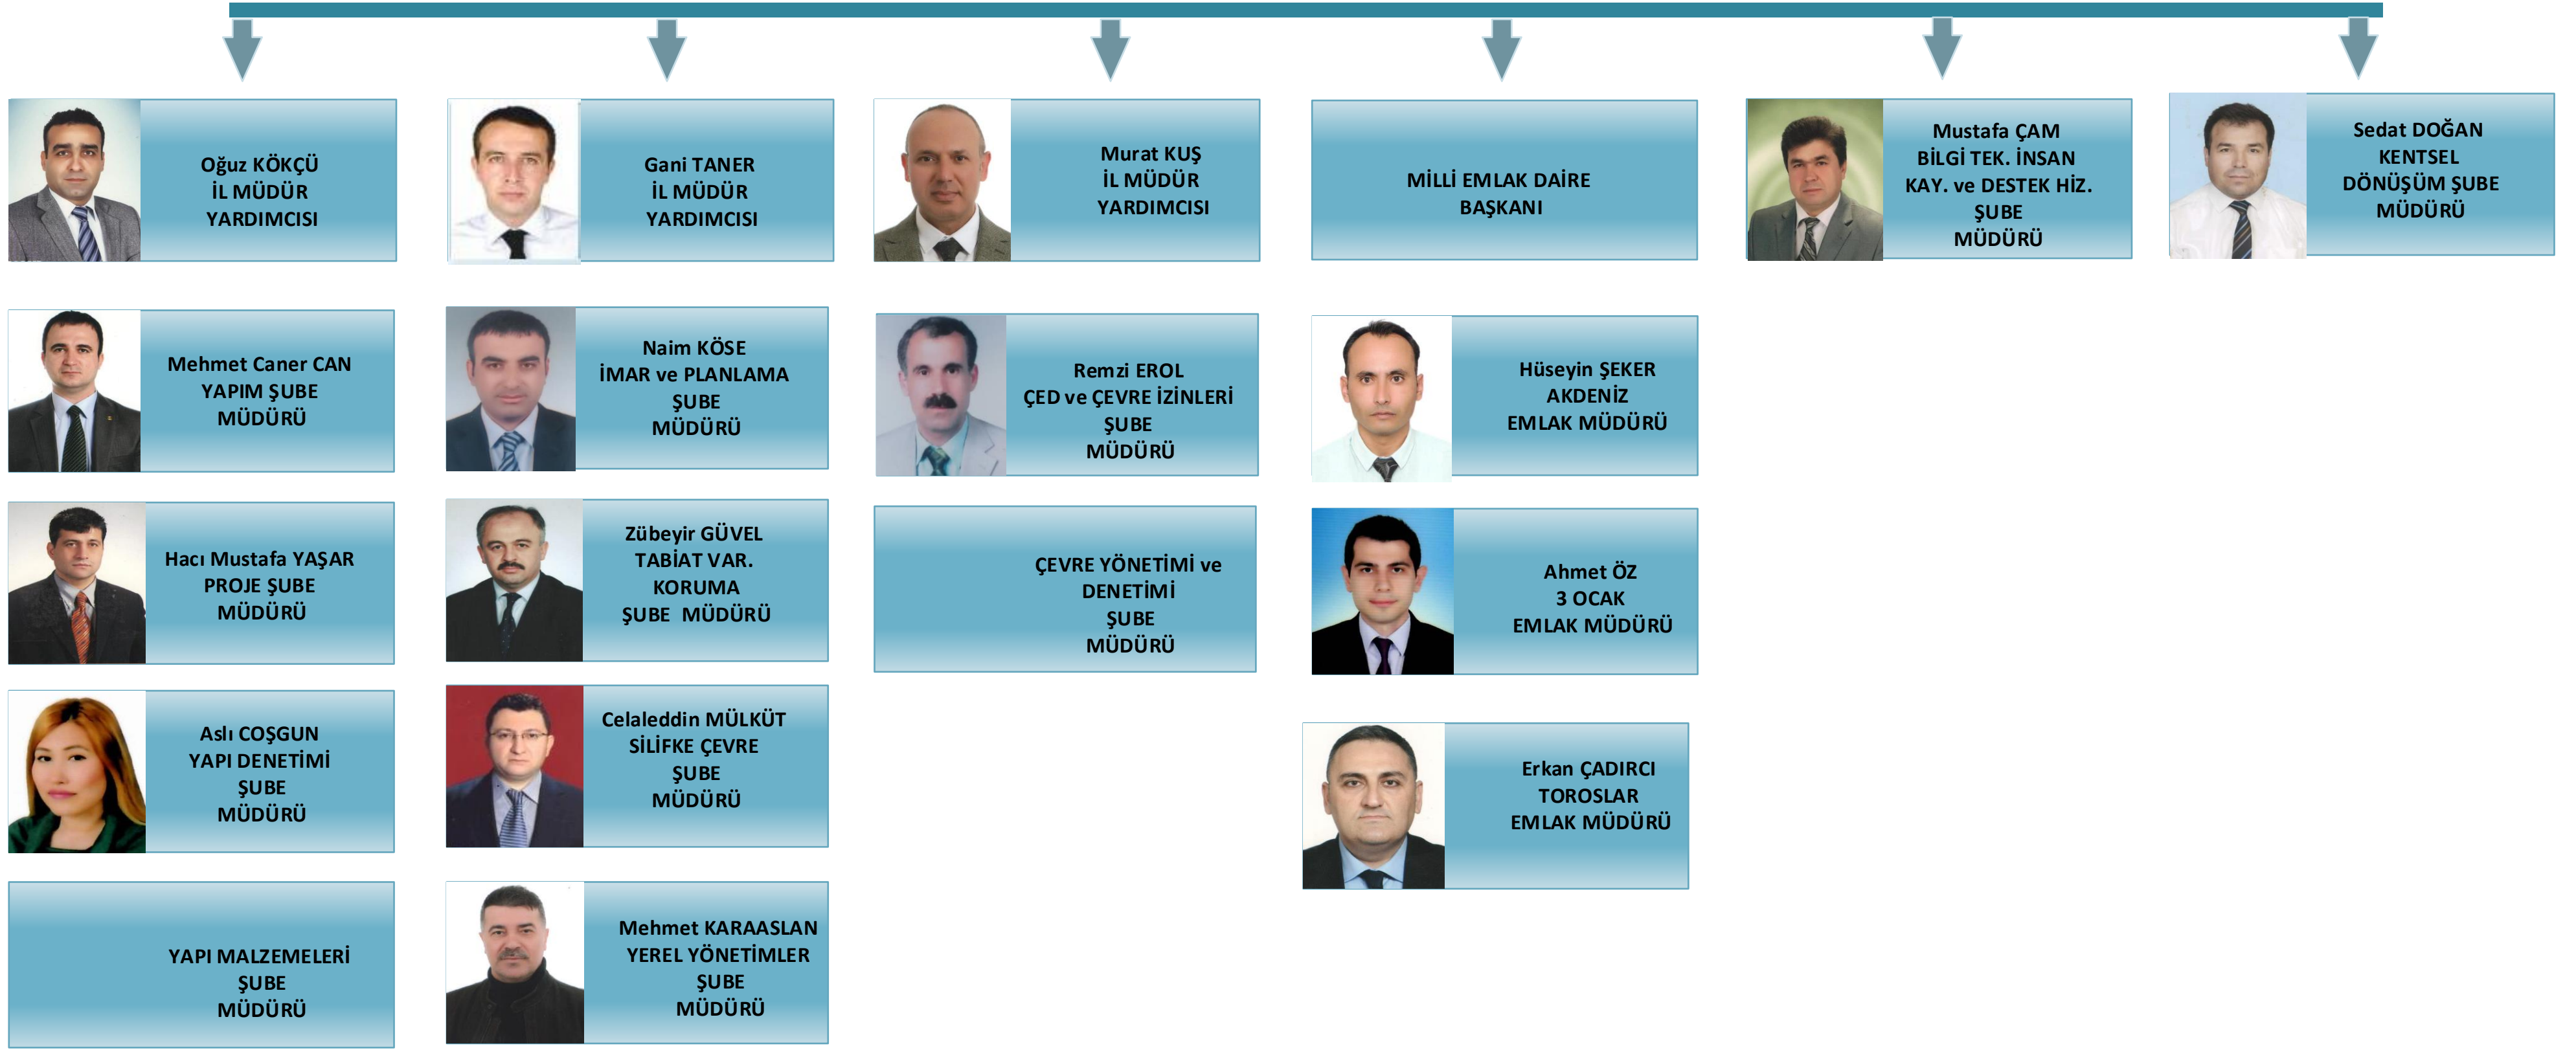 Oğuz KÖKÇÜ
İL MÜDÜR
YARDIMCISI
Gani TANER
İL MÜDÜR
YARDIMCISI
Murat KUŞ
İL MÜDÜR
YARDIMCISI
MİLLİ EMLAK DAİRE
BAŞKANI
Mustafa ÇAM
BİLGİ TEK. İNSAN
KAY. ve DESTEK HİZ.
ŞUBE
MÜDÜRÜ
Sedat DOĞAN
KENTSEL
DÖNÜŞÜM ŞUBE
MÜDÜRÜ
Mehmet Caner CAN
YAPIM ŞUBE
MÜDÜRÜ
Naim KÖSE
İMAR ve PLANLAMA
ŞUBE
MÜDÜRÜ
Remzi EROL
ÇED ve ÇEVRE İZİNLERİ
ŞUBE
MÜDÜRÜ
Hüseyin ŞEKER
AKDENİZ
EMLAK MÜDÜRÜ
Hacı Mustafa YAŞAR
PROJE ŞUBE
MÜDÜRÜ
Zübeyir GÜVEL
TABİAT VAR.
KORUMA
ŞUBE  MÜDÜRÜ
ÇEVRE YÖNETİMİ ve
DENETİMİ
ŞUBE
MÜDÜRÜ
Ahmet ÖZ
3 OCAK
EMLAK MÜDÜRÜ
Aslı COŞGUN
YAPI DENETİMİ
ŞUBE
MÜDÜRÜ
Celaleddin MÜLKÜT
SİLİFKE ÇEVRE
ŞUBE
MÜDÜRÜ
Erkan ÇADIRCI
TOROSLAR
EMLAK MÜDÜRÜ
YAPI MALZEMELERİ
ŞUBE
MÜDÜRÜ
Mehmet KARAASLAN
YEREL YÖNETİMLER
ŞUBE
MÜDÜRÜ